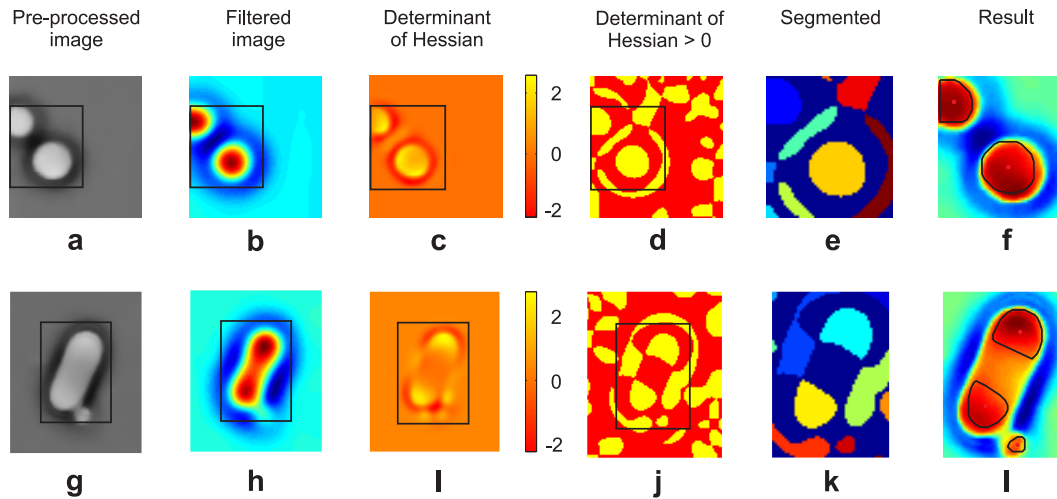 Pre-processed image
Filtered image
Determinant of Hessian
Determinant of Hessian > 0
Segmented
Result
2
0
-2
a
b
c
d
e
f
2
0
-2
g
h
I
j
k
l